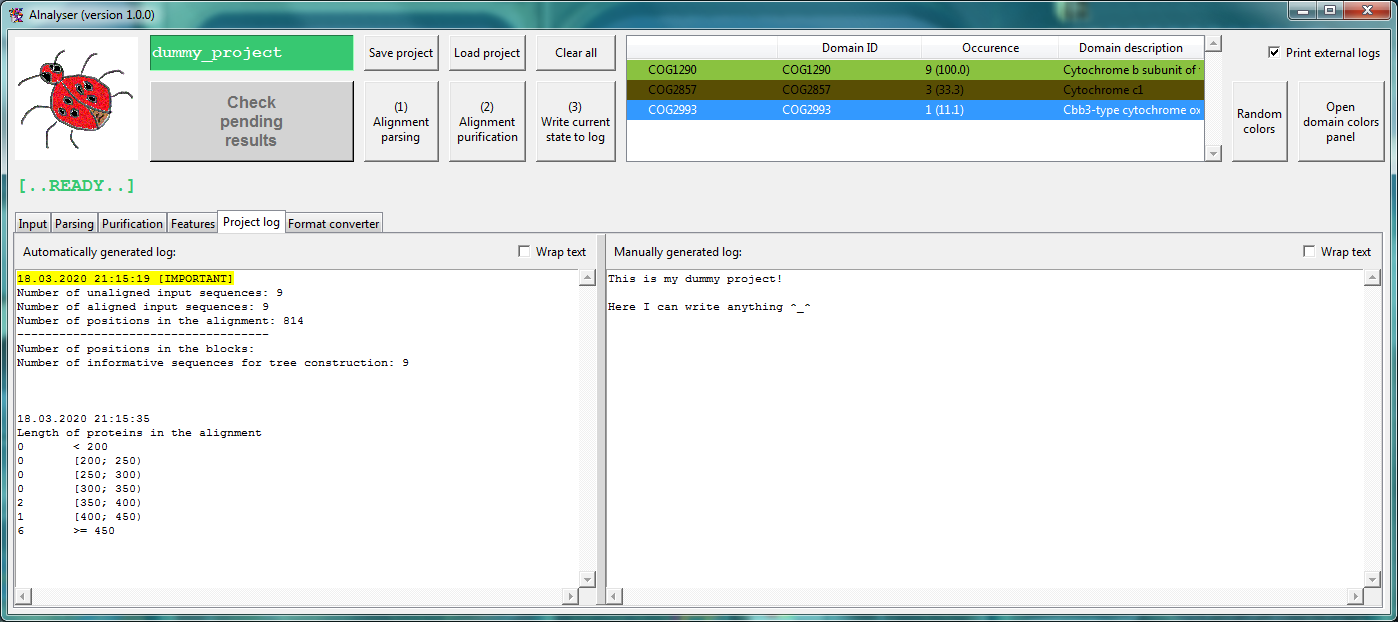 Alnalyser (version 1.0.0)
dummy_project
Save project
Load project
Clear all
Check
pending
results
(1)
Alignment
parsing
(2)
Alignment
purification
(3)
Write current
state to log
Domain ID Occurence Domain description
COG1290 COG1290 9 (100.0) Cytochrome b subunit of
COG2857 COG2857 3 (33.3) Cytochrome c1
COG2993 COG2993 1 (11.1) Cbb3-type cytochrome ox
Print external logs
Random
colors
Open
domain colors
panel
[..READY..]
Input Parsing Purification Features Project log Format converter
Automatically generated log: Wrap text
18.03.2020 21:15:19 [IMPORTANT]
Number of unaligned input sequences: 9
Number of aligned input sequences: 9
Number of positions in the alignment: 814
------------------------------------
Number of positions in the blocks:
Number of informative sequences for tree construction: 9
18.03.2020 21:15:35
Length of proteins in the alignment
0 < 200
0 [200; 250)
0 [250; 300)
0 [300; 350)
2 [350; 400)
1 [400; 450)
6 >= 450
Manually generated log: Wrap text
This is my dummy project!
Here I can write anything ^_^